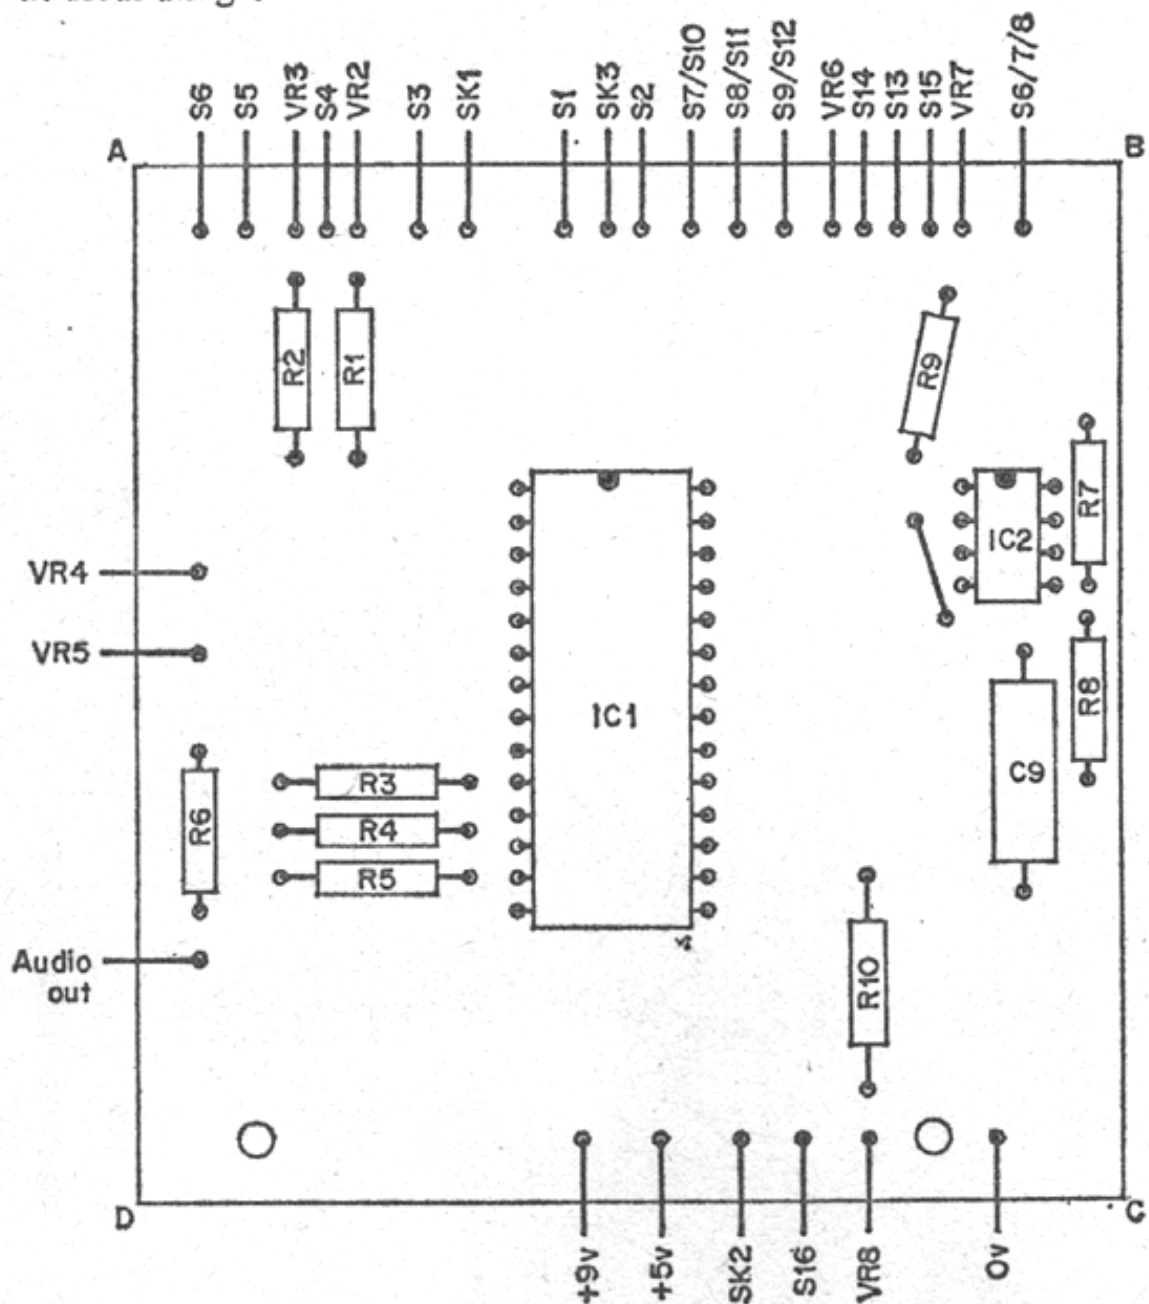 S6
S5
VR3
S4
VR2
S3
SK1
S1
SK3
S2
S7/S10
S8/S11
S9/S12
VR6
S14
S13
S15
VR7
S6/7/8
A
B
R2
R1
R9
R7
IC2
VR4
VR5
IC1
R8
C9
R3
R6
R4
R5
Audio
out
R10
D
C
+9v
+5v
SK2
S16
VR8
0v